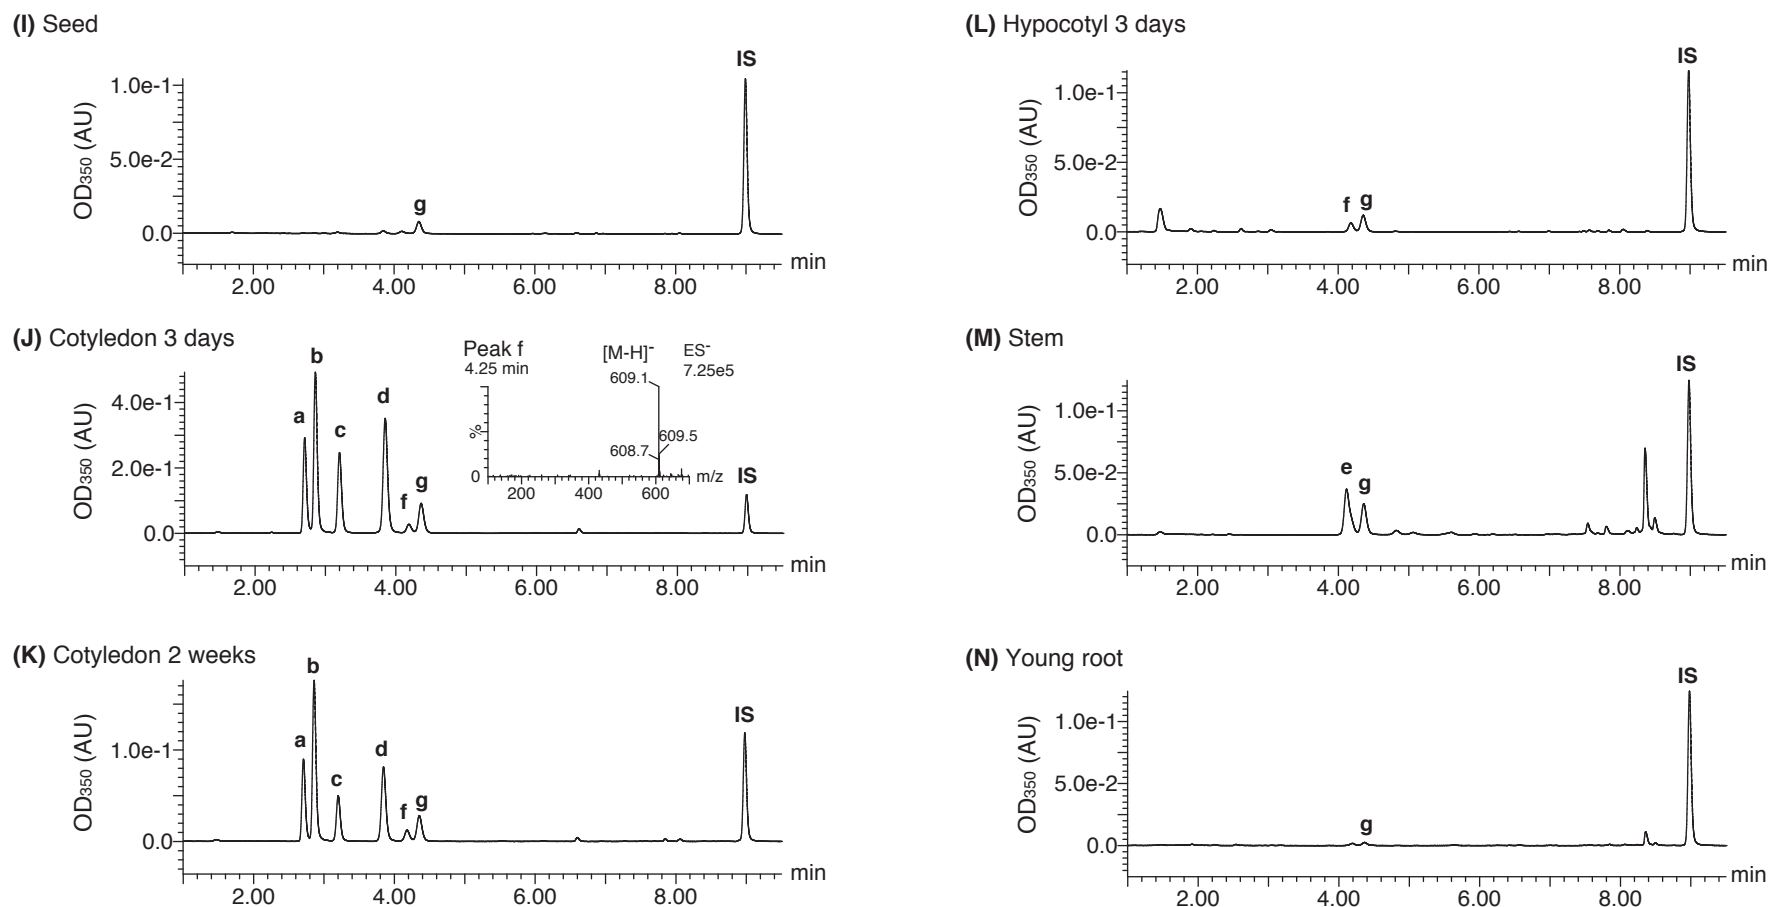 (I) Seed
IS
1.0e-1
5.0e-2
0.0
OD350 (AU)
g
min
2.00 4.00 6.00 8.00
(J) Cotyledon 3 days
a
b
c
d
f
g
IS
4.0e-1
2.0e-1
0.0
OD350 (AU)
Peak f
4.25 min
[M-H]-
ES-
7.25e5
609.1
609.5
608.7
%
0
200 400 600
m/z
min
2.00 4.00 6.00 8.00
(K) Cotyledon 2 weeks
a
b
c
d
f
g
IS
1.0e-1
0.0
OD350 (AU)
min
2.00 4.00 6.00 8.00
(L) Hypocotyl 3 days
IS
1.0e-1
5.0e-2
0.0
OD350 (AU)
f
g
min
2.00 4.00 6.00 8.00
(M) Stem
IS
1.0e-1
5.0e-2
0.0
OD350 (AU)
e
g
min
2.00 4.00 6.00 8.00
(N) Young root
IS
1.0e-1
5.0e-2
0.0
OD350 (AU)
g
min
2.00 4.00 6.00 8.00